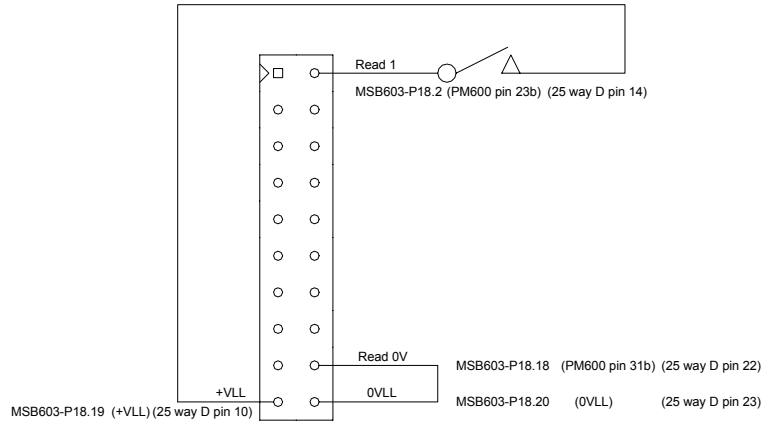 Read 1
MSB603-P18.2 (PM600 pin 23b) (25 way D pin 14)
Read 0V
MSB603-P18.18 (PM600 pin 31b) (25 way D pin 22)
+VLL
0VLL
MSB603-P18.20 (0VLL) (25 way D pin 23)
MSB603-P18.19 (+VLL) (25 way D pin 10)